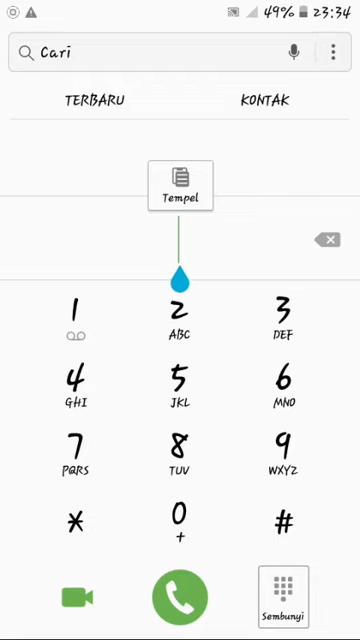 49% 23:34
Cari
TERBARU KONTAK
Tempel
1 2 3
ABC DEF
4 5 6
GHI JKL MNO
7 8 9
PQRS TUV WXYZ
* 0 #
+
Sembunyi